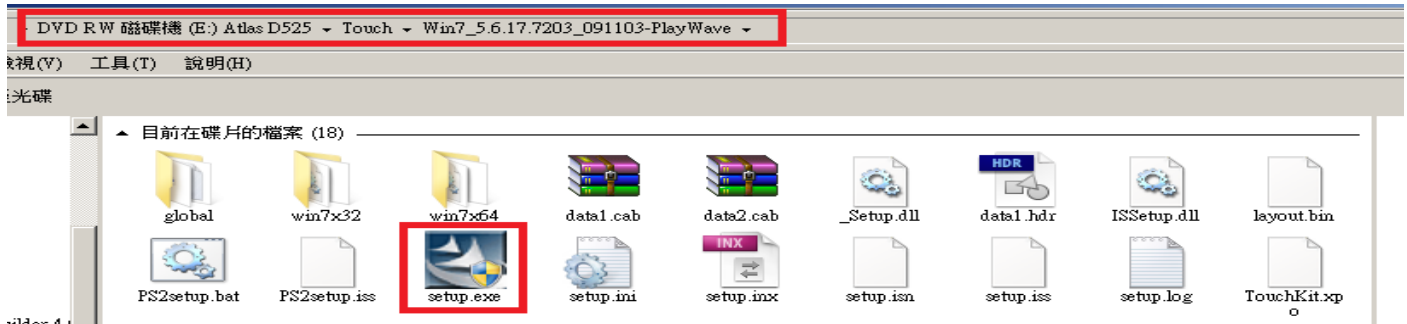 DVD RW 磁碟機 (E:) Atlas D525 Touch Win7_5.6.17.7203_091103-PlayWave
檢視(V) 工具(T) 說明(H)
光碟
目前在碟片的檔案 (18)
global win7x32 win7x64 data1.cab data2.cab _Setup.dll data1.hdr ISSetup.dll layout.bin
HDR
PS2setup.bat PS2setup.iss setup.exe setup.ini setup.inx setup.isn setup.iss setup.log TouchKit.xp
o
INX